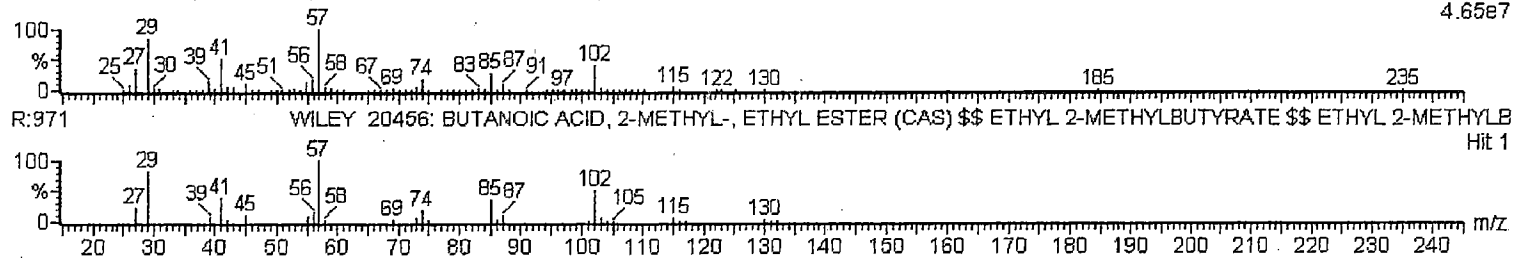 4.65e7
100
%
0
25 27 29 30 39 41 45 51 56 57 58 67 69 74 83 85 87 91 97 102 115 122 130 185 235
R:971 WILEY 20456: BUTANOIC ACID, 2-METHYL-, ETHYL ESTER (CAS) $$ ETHYL 2-METHYLBUTYRATE $$ ETHYL 2-METHYLB
Hit 1
100
%
0
27 29 39 41 45 56 57 58 69 74 85 87 102 105 115 130
m/z
20 30 40 50 60 70 80 90 100 110 120 130 140 150 160 170 180 190 200 210 220 230 240